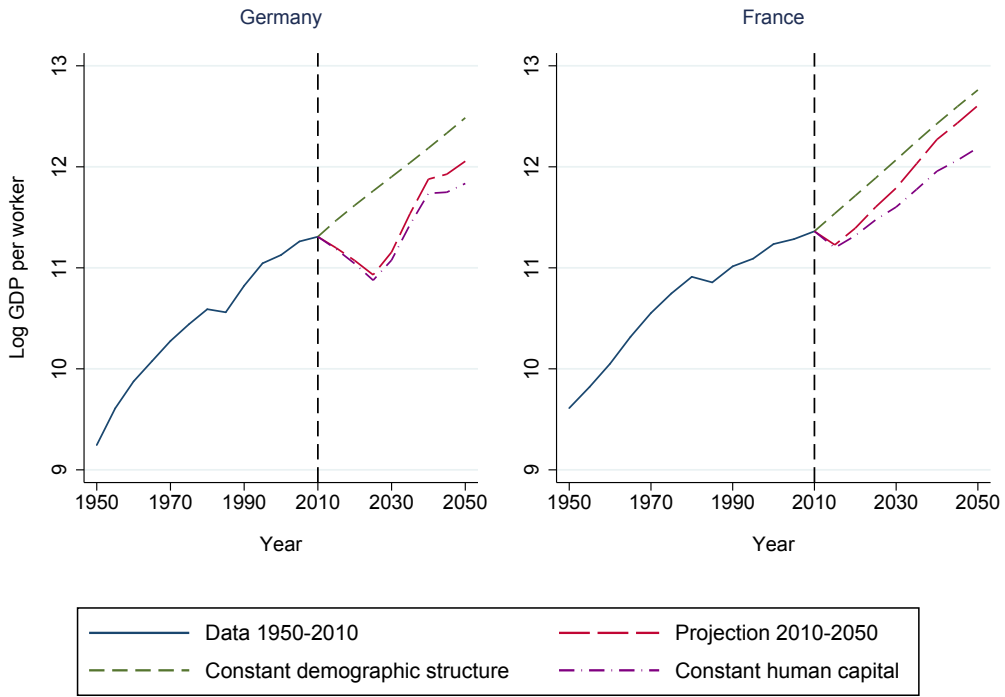 Germany
France
Log GDP per worker
13
12
11
10
9
1950 1970 1990 2010 2030 2050
Year
13
12
11
10
9
1950 1970 1990 2010 2030 2050
Year
Data 1950-2010
Projection 2010-2050
Constant demographic structure
Constant human capital